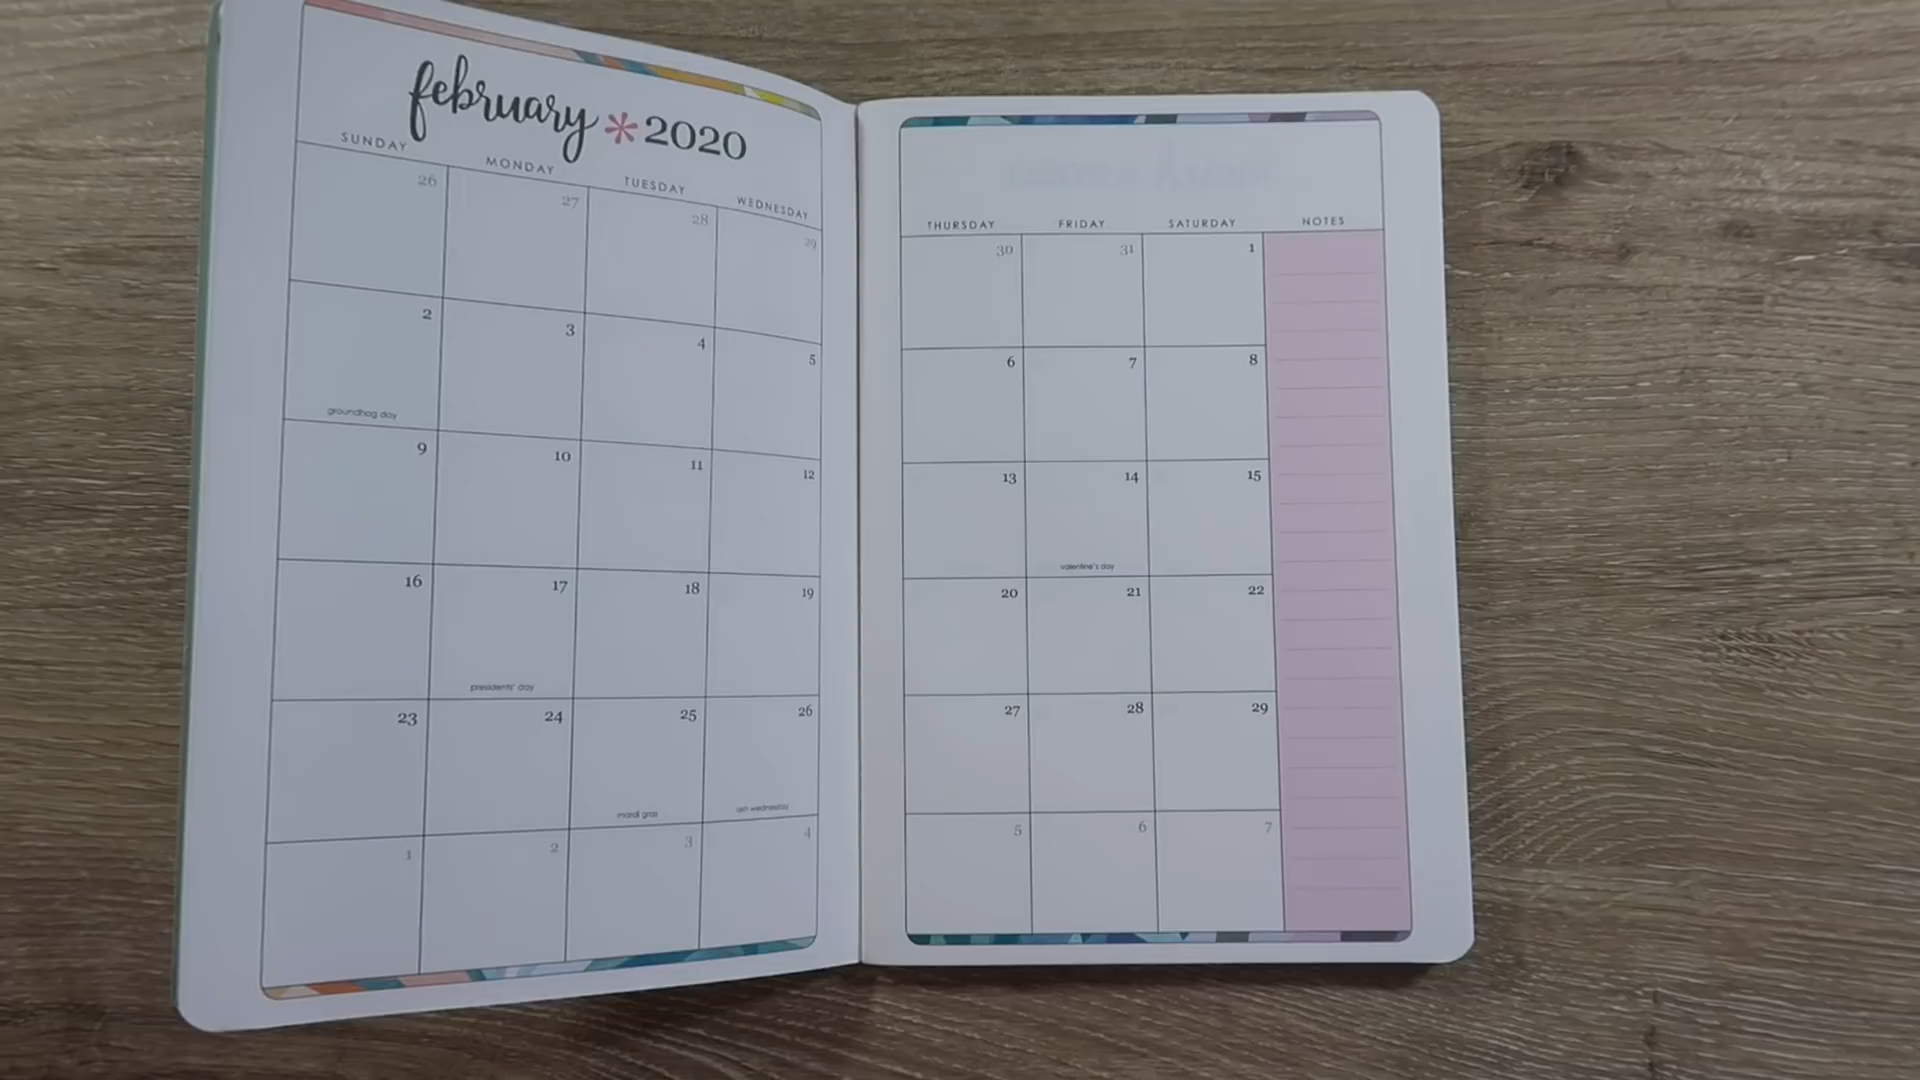 february * 2020
SUNDAY MONDAY TUESDAY WEDNESDAY
26 27 28 29
2 3 4 5
groundhog day
9 10 11 12
16 17 18 19
presidents' day
23 24 25 26
mardi gras ash wednesday
1 2 3 4
THURSDAY FRIDAY SATURDAY NOTES
30 31 1
6 7 8
13 14 15
valentine's day
20 21 22
27 28 29
5 6 7